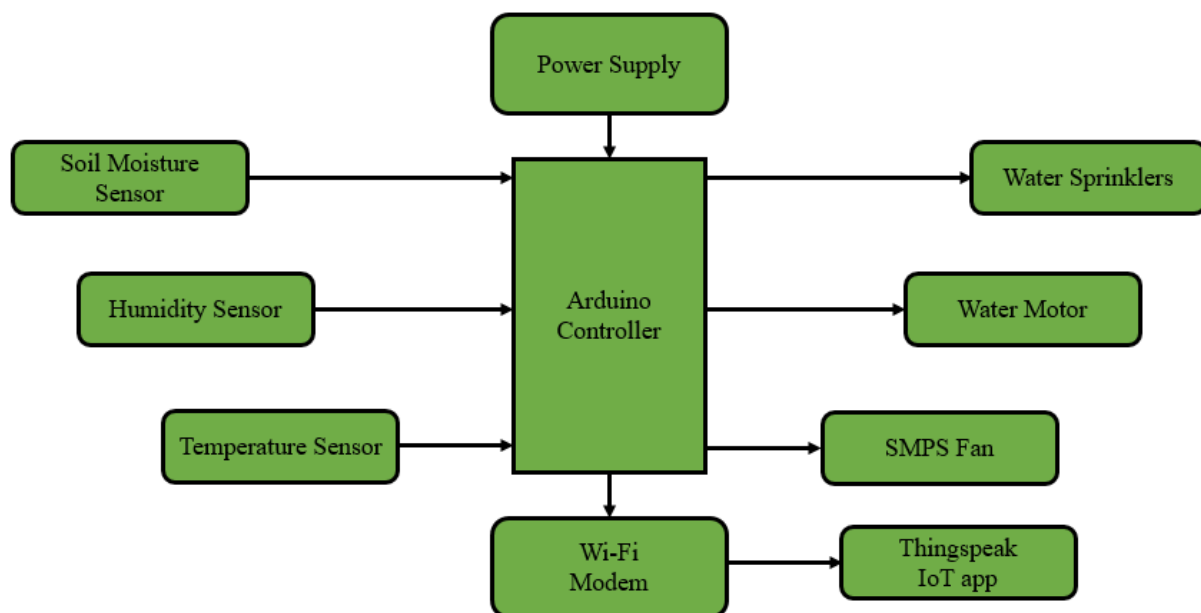 Power Supply
Soil Moisture
Sensor
Water Sprinklers
Humidity Sensor
Arduino
Controller
Water Motor
Temperature Sensor
SMPS Fan
Wi-Fi
Modem
Thingspeak
IoT app